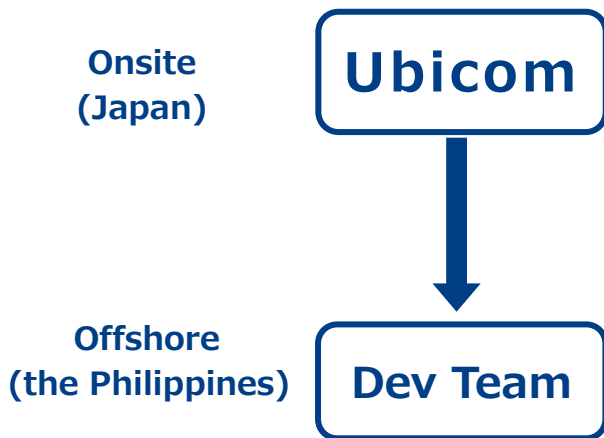 Onsite
(Japan)
Ubicom
Offshore
(the Philippines)
Dev Team